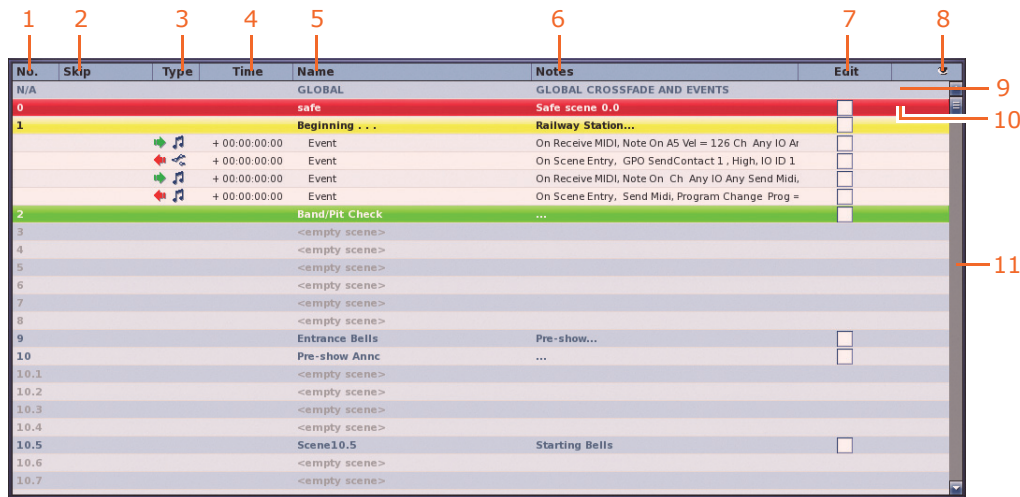 1 2 3 4 5 6 7 8
No. Skip Type Time Name Notes Edit
N/A GLOBAL GLOBAL CROSSFADE AND EVENTS
9
0 safe Safe scene 0.0
10
1 Beginning . . . Railway Station...
+ 00:00:00:00 Event On Receive MIDI, Note On A5 Vel = 126 Ch Any IO Ar
+ 00:00:00:00 Event On Scene Entry, GPO SendContact 1 , High, IO ID 1
+ 00:00:00:00 Event On Receive MIDI, Note On Ch Any IO Any Send Midi,
+ 00:00:00:00 Event On Scene Entry, Send Midi, Program Change Prog =
2 Band/Pit Check ...
3 <empty scene>
4 <empty scene>
5 <empty scene>
11
6 <empty scene>
7 <empty scene>
8 <empty scene>
9 Entrance Bells Pre-show...
10 Pre-show Annc ...
10.1 <empty scene>
10.2 <empty scene>
10.3 <empty scene>
10.4 <empty scene>
10.5 Scene10.5 Starting Bells
10.6 <empty scene>
10.7 <empty scene>